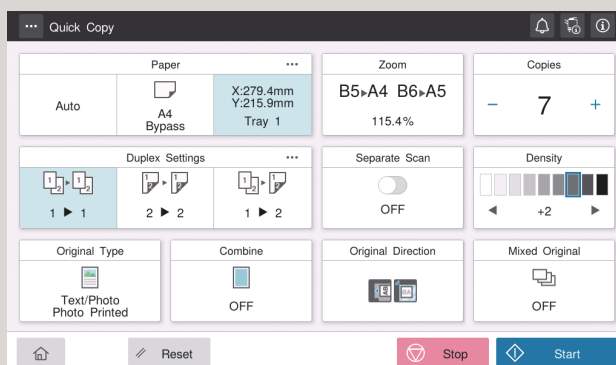 Quick Copy
Paper
Auto
A4
Bypass
X:279.4mm
Y:215.9mm
Tray 1
Zoom
B5▸A4 B6▸A5
115.4%
Copies
− 7 +
Duplex Settings
1 ▶ 1
2 ▶ 2
1 ▶ 2
Separate Scan
OFF
Density
◀ +2 ▶
Original Type
Text/Photo
Photo Printed
Combine
OFF
Original Direction
Mixed Original
OFF
Reset
Stop
Start